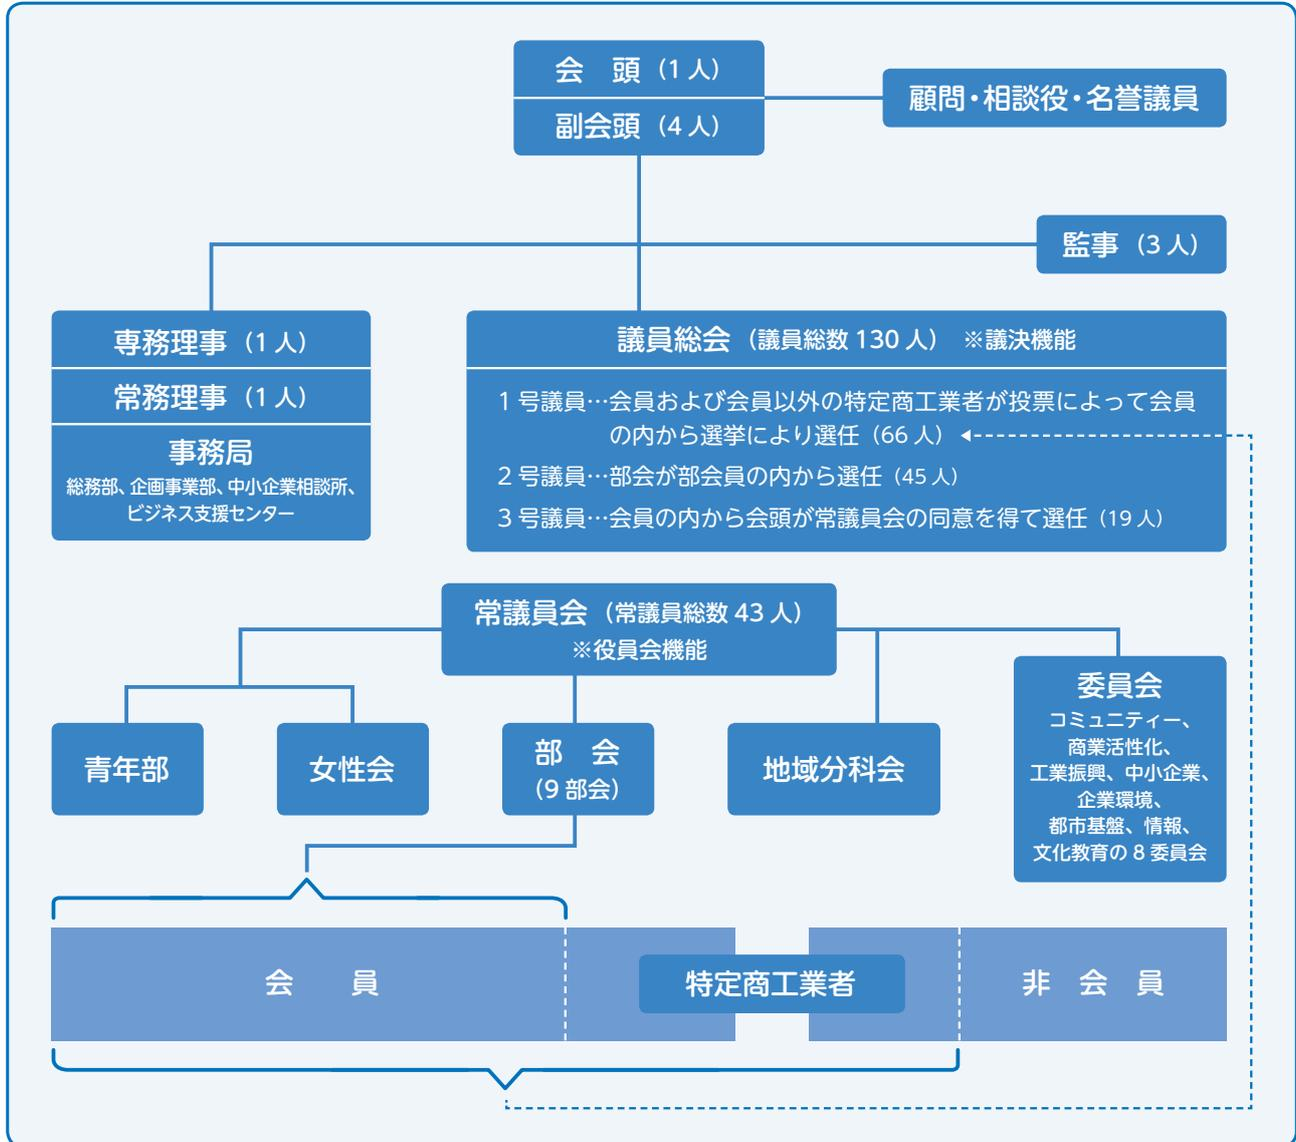 会　頭（1 人）
副会頭（4 人）
顧問・相談役・名誉議員
監事（3 人）
専務理事（1 人）
常務理事（1 人）
事務局
総務部、企画事業部、中小企業相談所、
ビジネス支援センター
議員総会（議員総数 130 人）　※議決機能
1 号議員…会員および会員以外の特定商工業者が投票によって会員
の内から選挙により選任（66 人）
2 号議員…部会が部会員の内から選任（45 人）
3 号議員…会員の内から会頭が常議員会の同意を得て選任（19 人）
常議員会（常議員総数 43 人）
※役員会機能
青年部
女性会
部　会
（9 部会）
地域分科会
委員会
コミュニティー、
商業活性化、
工業振興、中小企業、
企業環境、
都市基盤、情報、
文化教育の 8 委員会
会　　員
特定商工業者
非　会　員